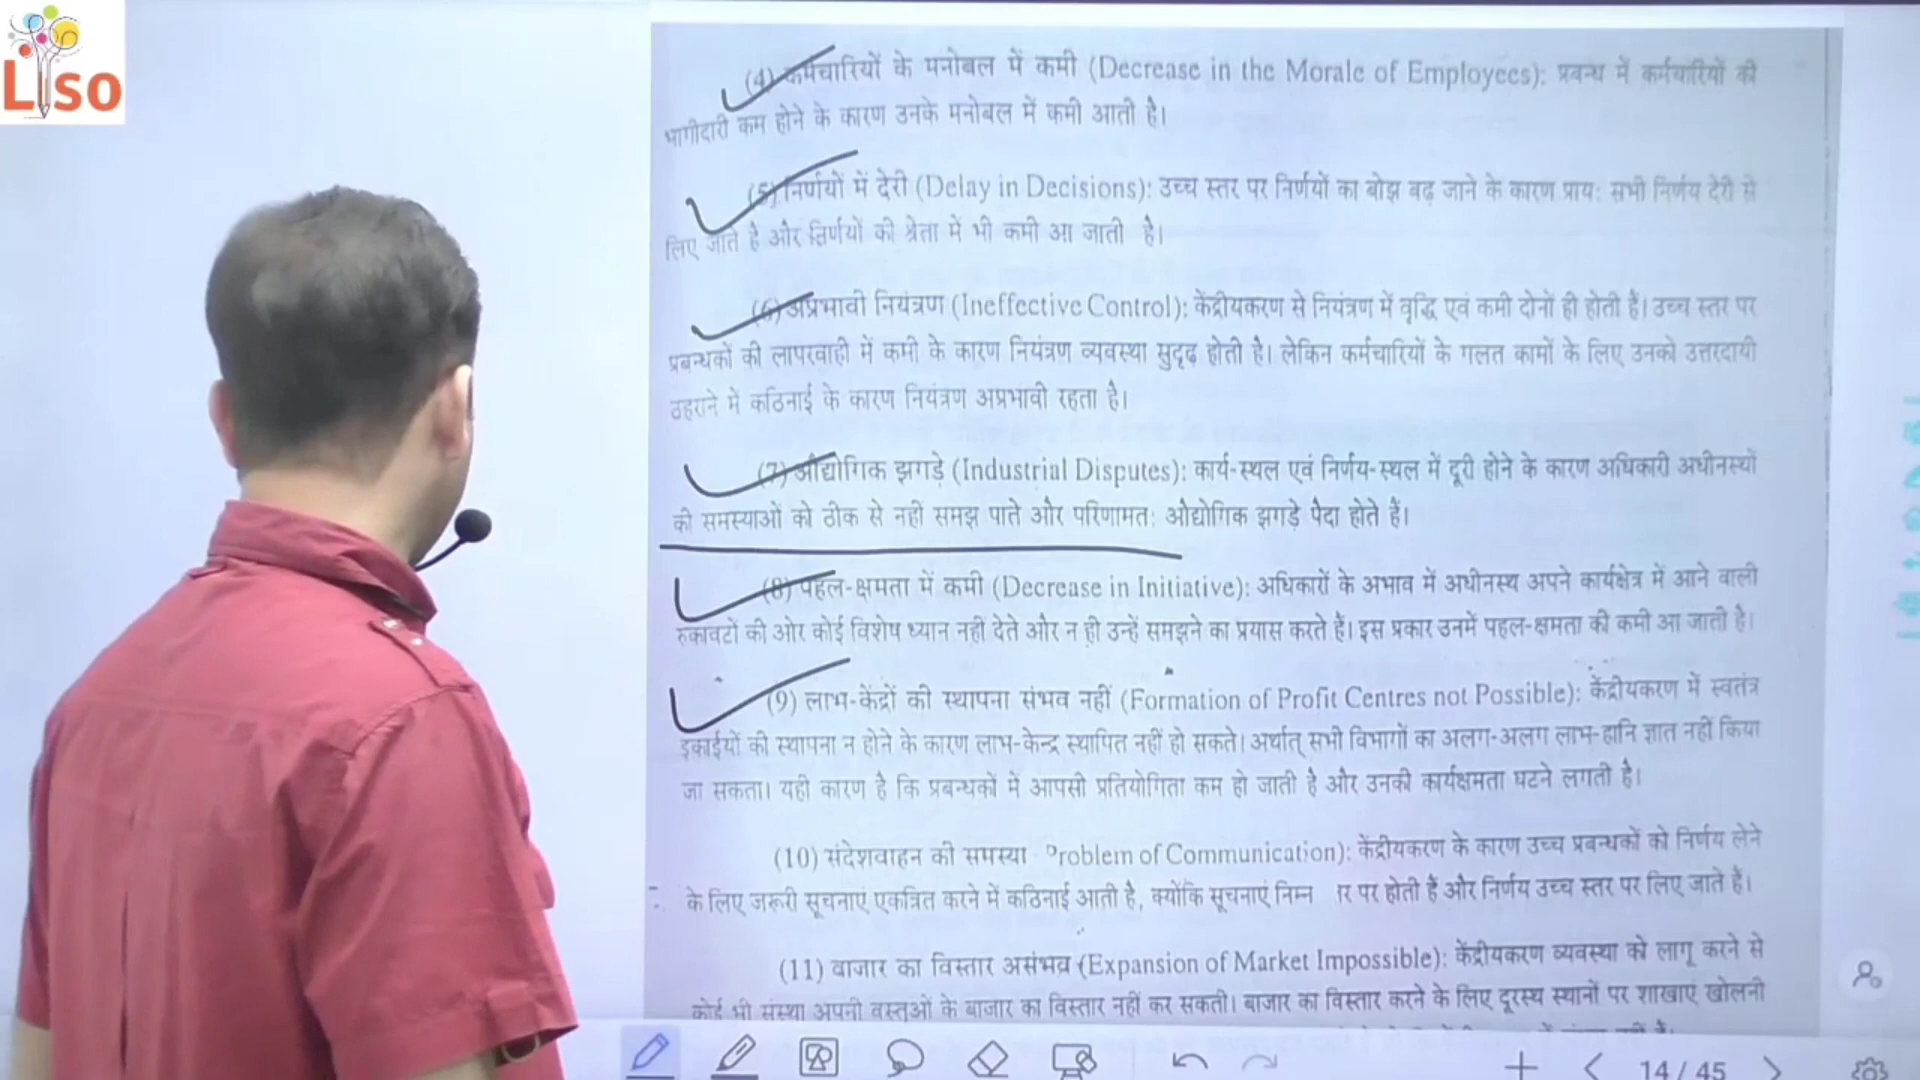 Liso
(4) कर्मचारियों के मनोबल में कमी (Decrease in the Morale of Employees): प्रबन्ध में कर्मचारियों की
भागीदारी कम होने के कारण उनके मनोबल में कमी आती है।
(5) निर्णयों में देरी (Delay in Decisions): उच्च स्तर पर निर्णयों का बोझ बढ़ जाने के कारण प्राय: सभी निर्णय देरी से
लिए जाते है और निर्णयों की श्रेता में भी कमी आ जाती है।
(6) अप्रभावी नियंत्रण (Ineffective Control): केंद्रीयकरण से नियंत्रण में वृद्धि एवं कमी दोनों ही होती हैं। उच्च स्तर पर
प्रबन्धकों की लापरवाही में कमी के कारण नियंत्रण व्यवस्था सुदृढ़ होती है। लेकिन कर्मचारियों के गलत कामों के लिए उनको उत्तरदायी
ठहराने में कठिनाई के कारण नियंत्रण अप्रभावी रहता है।
(7) औद्योगिक झगड़े (Industrial Disputes): कार्य-स्थल एवं निर्णय-स्थल में दूरी होने के कारण अधिकारी अधीनस्थों
की समस्याओं को ठीक से नहीं समझ पाते और परिणामत: औद्योगिक झगड़े पैदा होते हैं।
(8) पहल-क्षमता में कमी (Decrease in Initiative): अधिकारों के अभाव में अधीनस्थ अपने कार्यक्षेत्र में आने वाली
रुकावटों की ओर कोई विशेष ध्यान नहीं देते और न ही उन्हें समझने का प्रयास करते हैं। इस प्रकार उनमें पहल-क्षमता की कमी आ जाती है।
(9) लाभ-केंद्रों की स्थापना संभव नहीं (Formation of Profit Centres not Possible): केंद्रीयकरण में स्वतंत्र
इकाईयों की स्थापना न होने के कारण लाभ-केन्द्र स्थापित नहीं हो सकते। अर्थात् सभी विभागों का अलग-अलग लाभ-हानि ज्ञात नहीं किया
जा सकता। यही कारण है कि प्रबन्धकों में आपसी प्रतियोगिता कम हो जाती है और उनकी कार्यक्षमता घटने लगती है।
(10) संदेशवाहन की समस्या Problem of Communication): केंद्रीयकरण के कारण उच्च प्रबन्धकों को निर्णय लेने
के लिए जरूरी सूचनाएं एकत्रित करने में कठिनाई आती है, क्योंकि सूचनाएं निम्न पर होती हैं और निर्णय उच्च स्तर पर लिए जाते हैं।
(11) बाजार का विस्तार असंभव (Expansion of Market Impossible): केंद्रीयकरण व्यवस्था को लागू करने से
कोई भी संस्था अपनी वस्तुओं के बाजार का विस्तार नहीं कर सकती। बाजार का विस्तार करने के लिए दूरस्थ स्थानों पर शाखाएं खोलनी
14 / 45